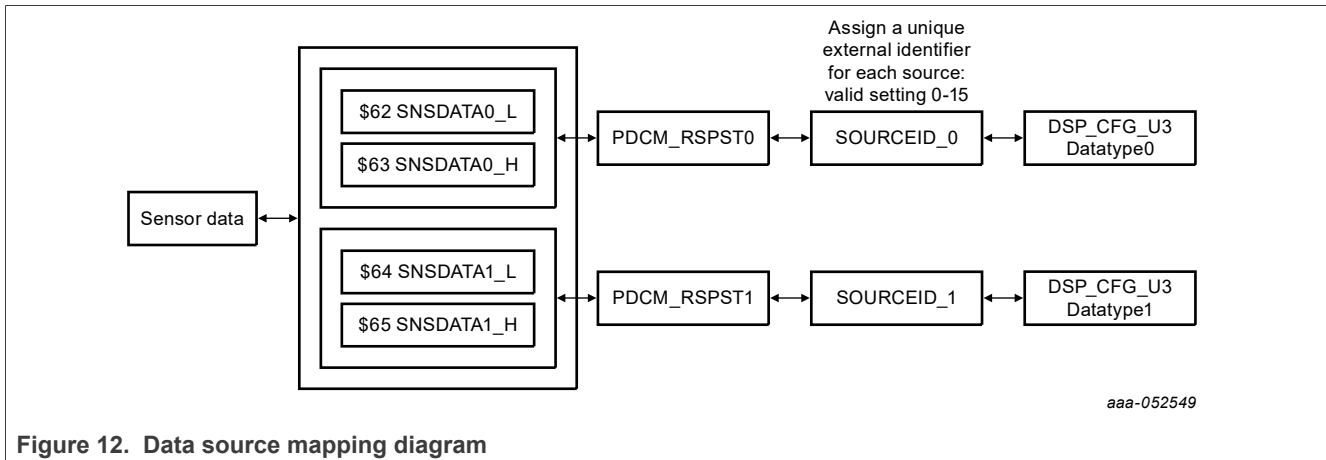 Assign a unique
external identifier
for each source:
valid setting 0-15
$62 SNSDATA0_L
$63 SNSDATA0_H
PDCM_RSPST0
SOURCEID_0
DSP_CFG_U3
Datatype0
Sensor data
$64 SNSDATA1_L
$65 SNSDATA1_H
PDCM_RSPST1
SOURCEID_1
DSP_CFG_U3
Datatype1
aaa-052549
Figure 12. Data source mapping diagram